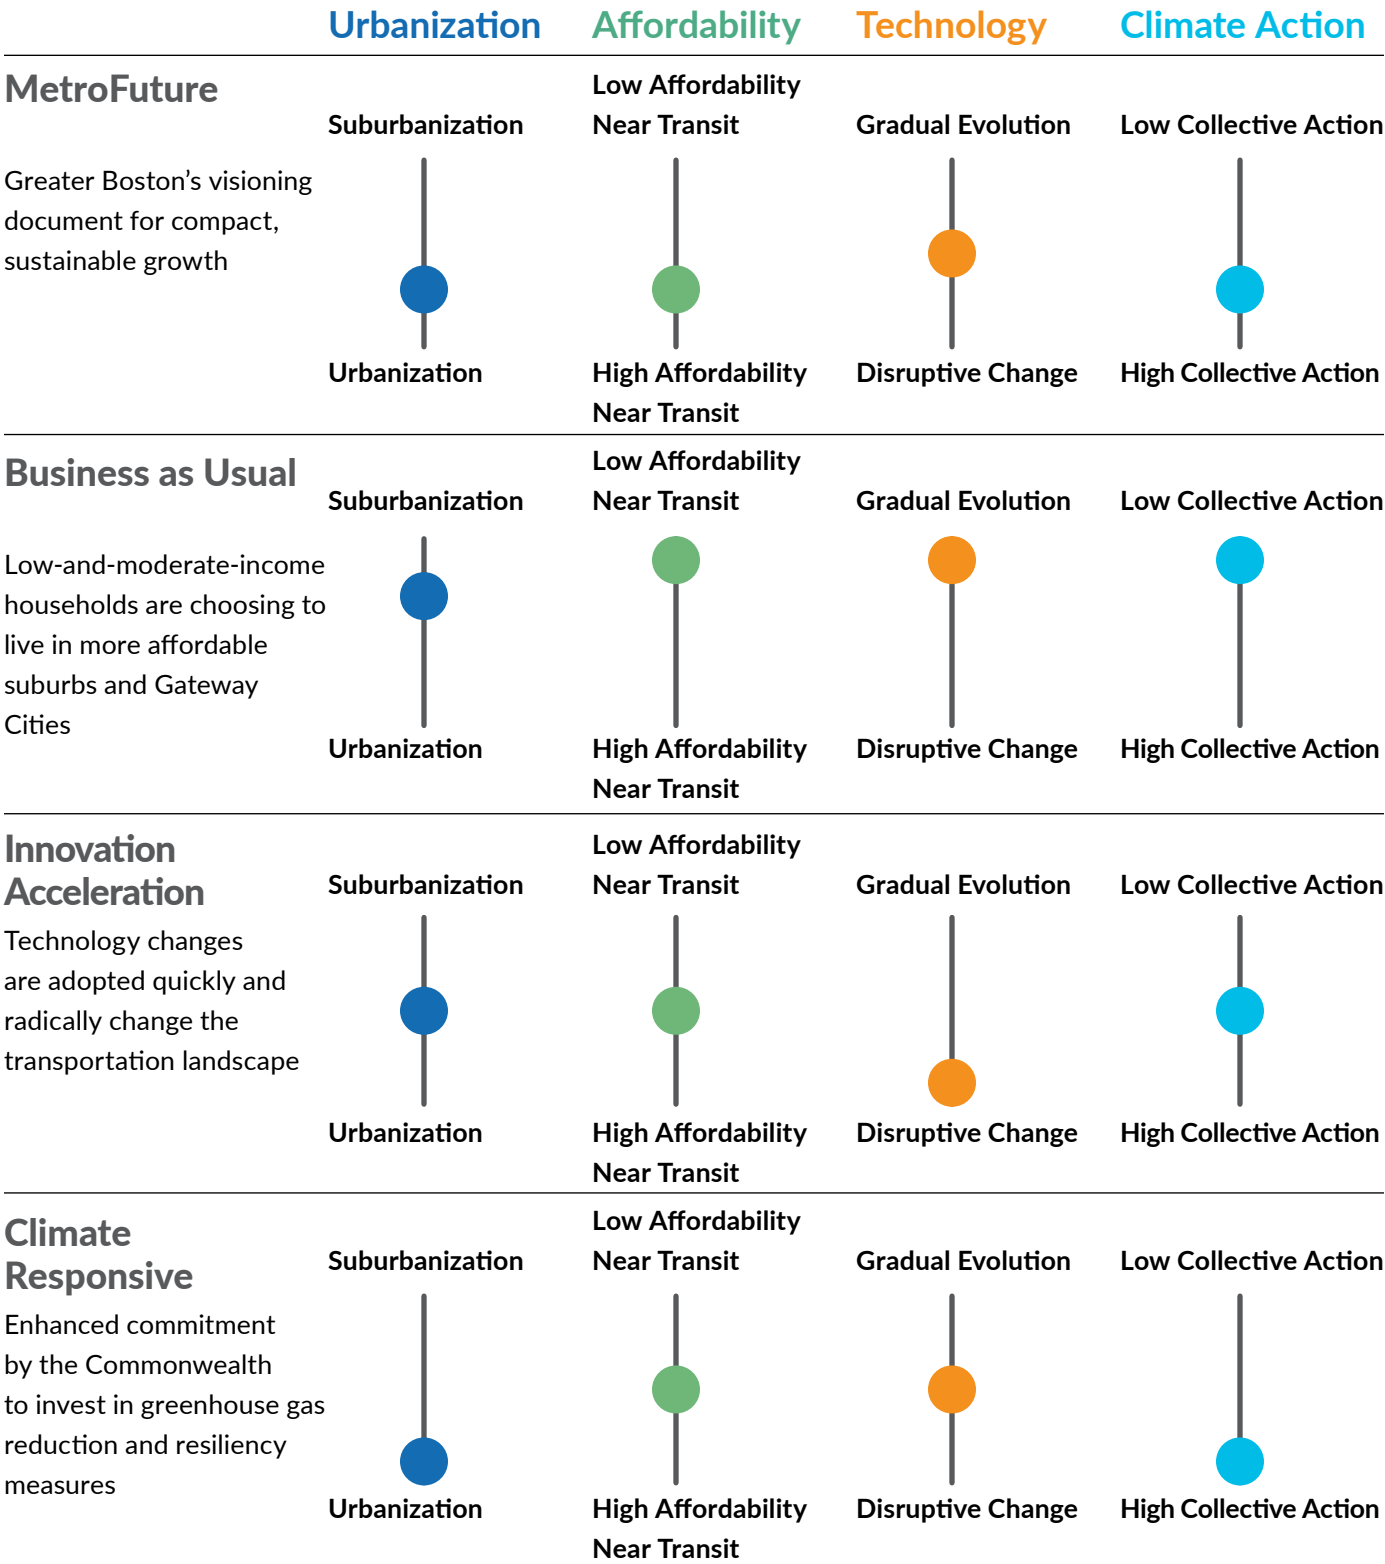 Urbanization
Affordability
Technology
Climate Action
MetroFuture
Greater Boston’s visioning
document for compact,
sustainable growth
Suburbanization
Urbanization
Low Affordability
Near Transit
High Affordability
Near Transit
Gradual Evolution
Disruptive Change
Low Collective Action
High Collective Action
Business as Usual
Low-and-moderate-income
households are choosing to
live in more affordable
suburbs and Gateway
Cities
Suburbanization
Urbanization
Low Affordability
Near Transit
High Affordability
Near Transit
Gradual Evolution
Disruptive Change
Low Collective Action
High Collective Action
Innovation
Acceleration
Technology changes
are adopted quickly and
radically change the
transportation landscape
Suburbanization
Urbanization
Low Affordability
Near Transit
High Affordability
Near Transit
Gradual Evolution
Disruptive Change
Low Collective Action
High Collective Action
Climate
Responsive
Enhanced commitment
by the Commonwealth
to invest in greenhouse gas
reduction and resiliency
measures
Suburbanization
Urbanization
Low Affordability
Near Transit
High Affordability
Near Transit
Gradual Evolution
Disruptive Change
Low Collective Action
High Collective Action